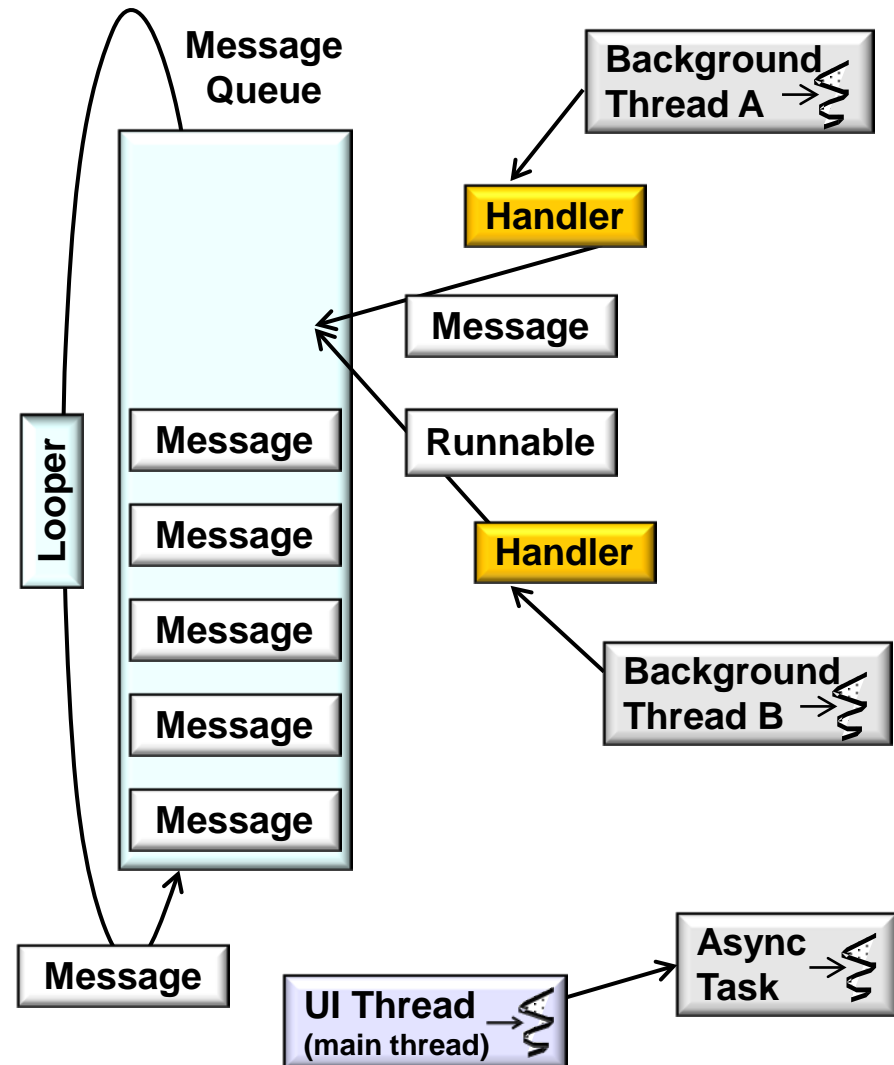 Message
Queue
Background
Thread A
Handler
Message
Message
Runnable
Looper
Message
Handler
Message
Background
Thread B
Message
Message
Async
Task
Message
UI Thread
(main thread)